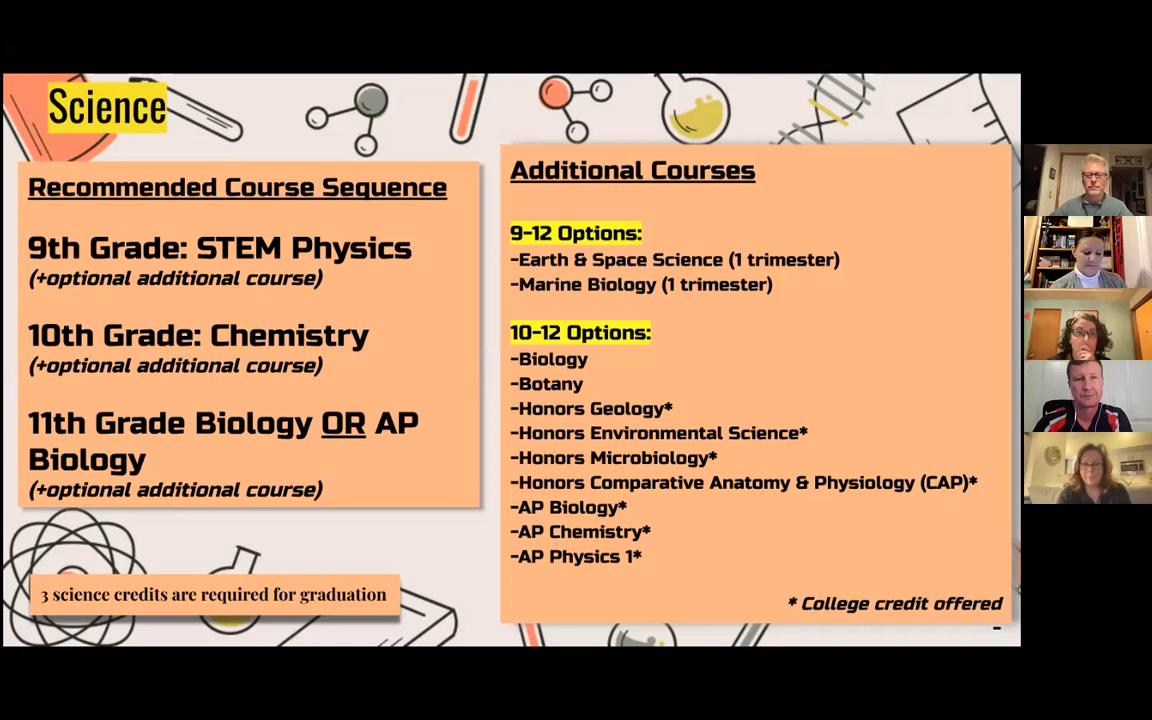 Science
Recommended Course Sequence
9th Grade: STEM Physics
(+optional additional course)
10th Grade: Chemistry
(+optional additional course)
11th Grade Biology OR AP
Biology
(+optional additional course)
3 science credits are required for graduation
Additional Courses
9-12 Options:
-Earth & Space Science (1 trimester)
-Marine Biology (1 trimester)
10-12 Options:
-Biology
-Botany
-Honors Geology*
-Honors Environmental Science*
-Honors Microbiology*
-Honors Comparative Anatomy & Physiology (CAP)*
-AP Biology*
-AP Chemistry*
-AP Physics 1*
* College credit offered
-